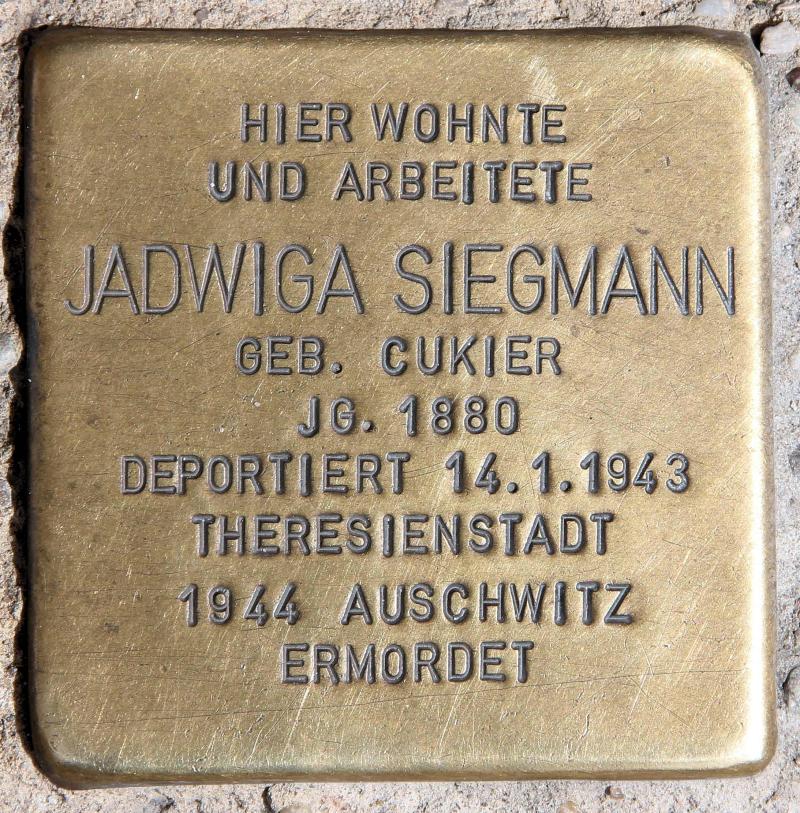 HIER WOHNTE
UND ARBEITETE
JADWIGA SIEGMANN
GEB. CUKIER
JG. 1880
DEPORTIERT 14.1.1943
THERESIENSTADT
1944 AUSCHWITZ
ERMORDET